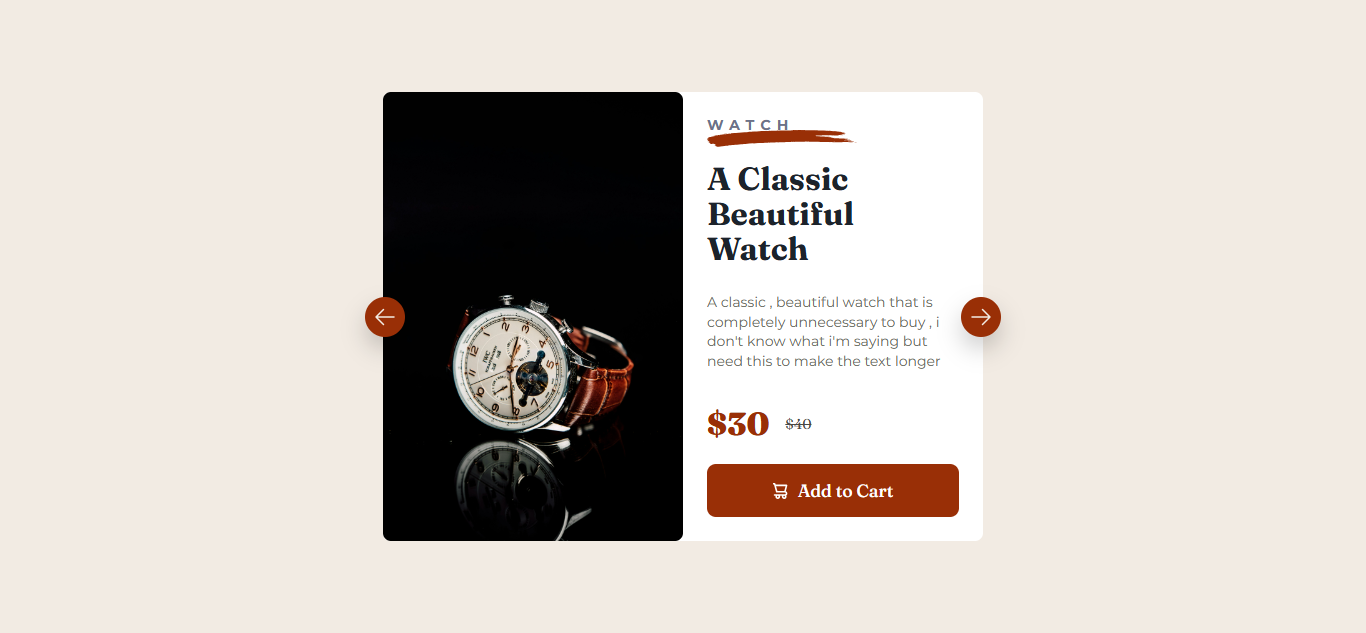 WATCH
A Classic
Beautiful
Watch
A classic , beautiful watch that is
completely unnecessary to buy , i
don't know what i'm saying but
need this to make the text longer
$30 $40
Add to Cart